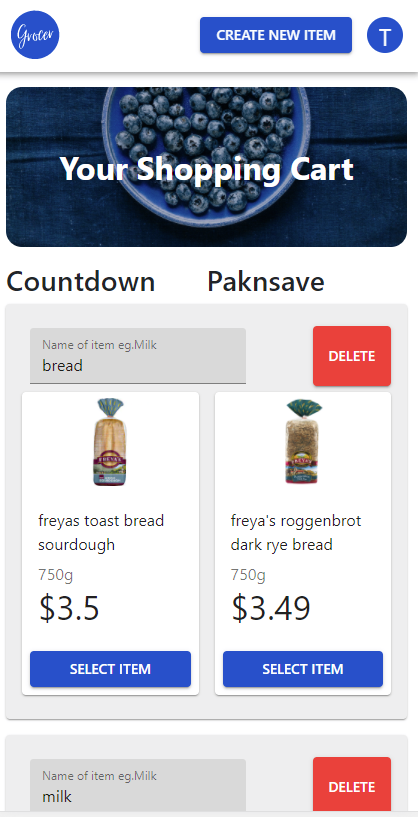 Grocer
CREATE NEW ITEM
T
Your Shopping Cart
Countdown
Paknsave
Name of item eg.Milk
bread
DELETE
FREYA'S
freyas toast bread
sourdough
750g
$3.5
SELECT ITEM
FREYA'S
freya's roggenbrot
dark rye bread
750g
$3.49
SELECT ITEM
Name of item eg.Milk
milk
DELETE